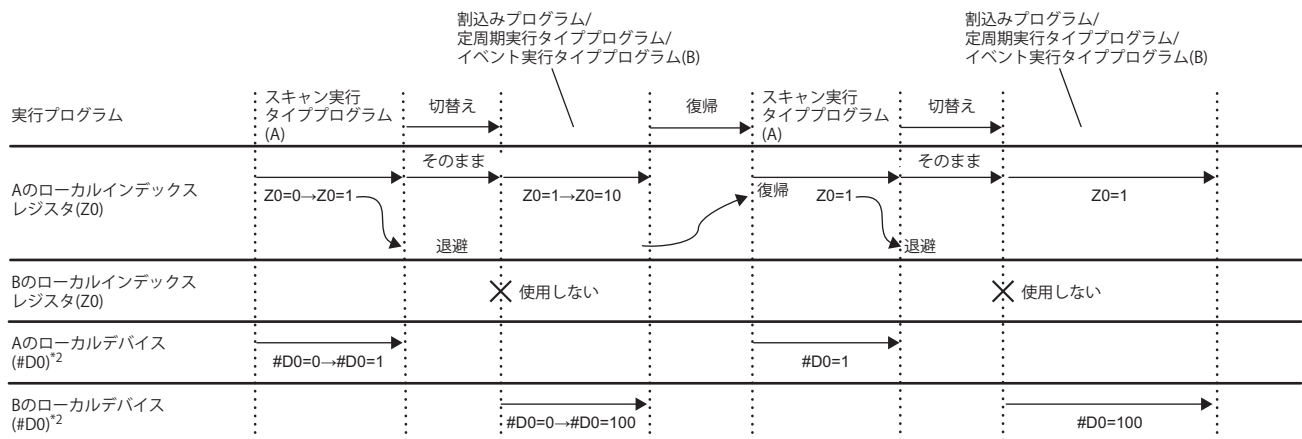 割込みプログラム/
定周期実行タイププログラム/
イベント実行タイププログラム(B)
割込みプログラム/
定周期実行タイププログラム/
イベント実行タイププログラム(B)
実行プログラム
スキャン実行
タイププログラム
(A)
切替え
復帰
スキャン実行
タイププログラム
(A)
切替え
Aのローカルインデックス
レジスタ(Z0)
Z0=0→Z0=1
そのまま
退避
Z0=1→Z0=10
復帰
Z0=1
そのまま
退避
Z0=1
Bのローカルインデックス
レジスタ(Z0)
使用しない
使用しない
Aのローカルデバイス
(#D0)*2
#D0=0→#D0=1
#D0=1
Bのローカルデバイス
(#D0)*2
#D0=0→#D0=100
#D0=100